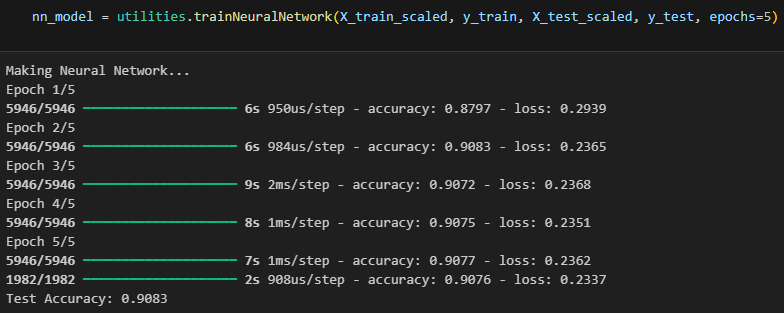 nn_model = utilities.trainNeuralNetwork(X_train_scaled, y_train, X_test_scaled, y_test, epochs=5)
Making Neural Network...
Epoch 1/5
5946/5946 ━━━━━━━━━━━━━━━━━━━━ 6s 950us/step - accuracy: 0.8797 - loss: 0.2939
Epoch 2/5
5946/5946 ━━━━━━━━━━━━━━━━━━━━ 6s 984us/step - accuracy: 0.9083 - loss: 0.2365
Epoch 3/5
5946/5946 ━━━━━━━━━━━━━━━━━━━━ 9s 2ms/step - accuracy: 0.9072 - loss: 0.2368
Epoch 4/5
5946/5946 ━━━━━━━━━━━━━━━━━━━━ 8s 1ms/step - accuracy: 0.9075 - loss: 0.2351
Epoch 5/5
5946/5946 ━━━━━━━━━━━━━━━━━━━━ 7s 1ms/step - accuracy: 0.9077 - loss: 0.2362
1982/1982 ━━━━━━━━━━━━━━━━━━━━ 2s 908us/step - accuracy: 0.9076 - loss: 0.2337
Test Accuracy: 0.9083